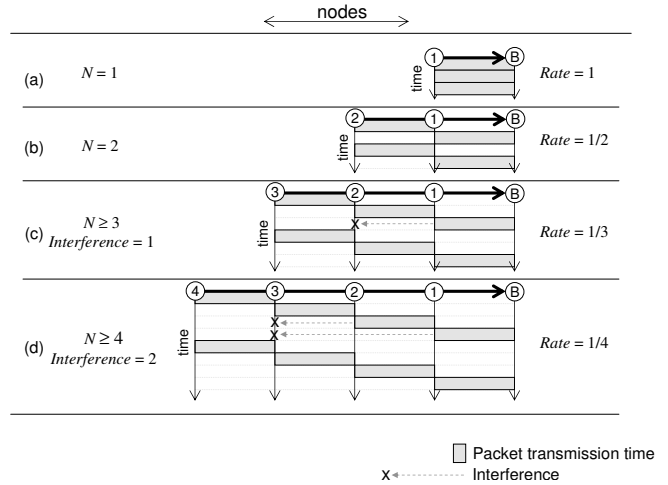 nodes
(a) N = 1 time 1 B Rate = 1
(b) N = 2 time 2 1 B Rate = 1/2
(c) N ≥ 3 Interference = 1 time 3 2 1 B X Rate = 1/3
(d) N ≥ 4 Interference = 2 time 4 3 2 1 B X X Rate = 1/4
Packet transmission time
X Interference